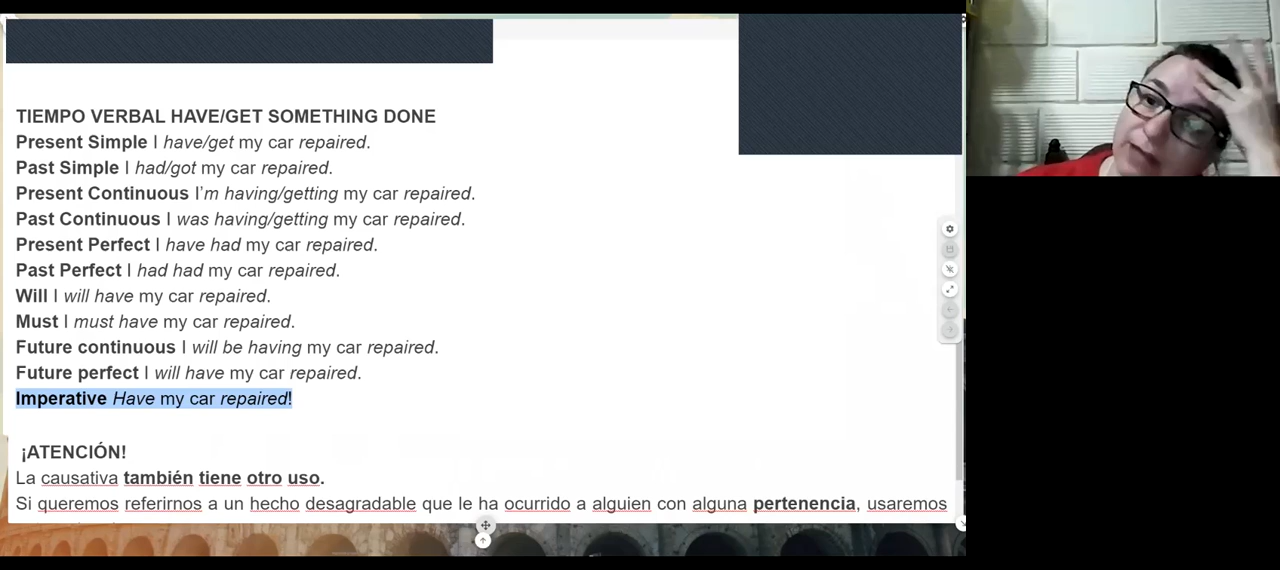 TIEMPO VERBAL HAVE/GET SOMETHING DONE
Present Simple I have/get my car repaired.
Past Simple I had/got my car repaired.
Present Continuous I'm having/getting my car repaired.
Past Continuous I was having/getting my car repaired.
Present Perfect I have had my car repaired.
Past Perfect I had had my car repaired.
Will I will have my car repaired.
Must I must have my car repaired.
Future continuous I will be having my car repaired.
Future perfect I will have my car repaired.
Imperative Have my car repaired!
¡ATENCIÓN!
La causativa también tiene otro uso.
Si queremos referirnos a un hecho desagradable que le ha ocurrido a alguien con alguna pertenencia, usaremos